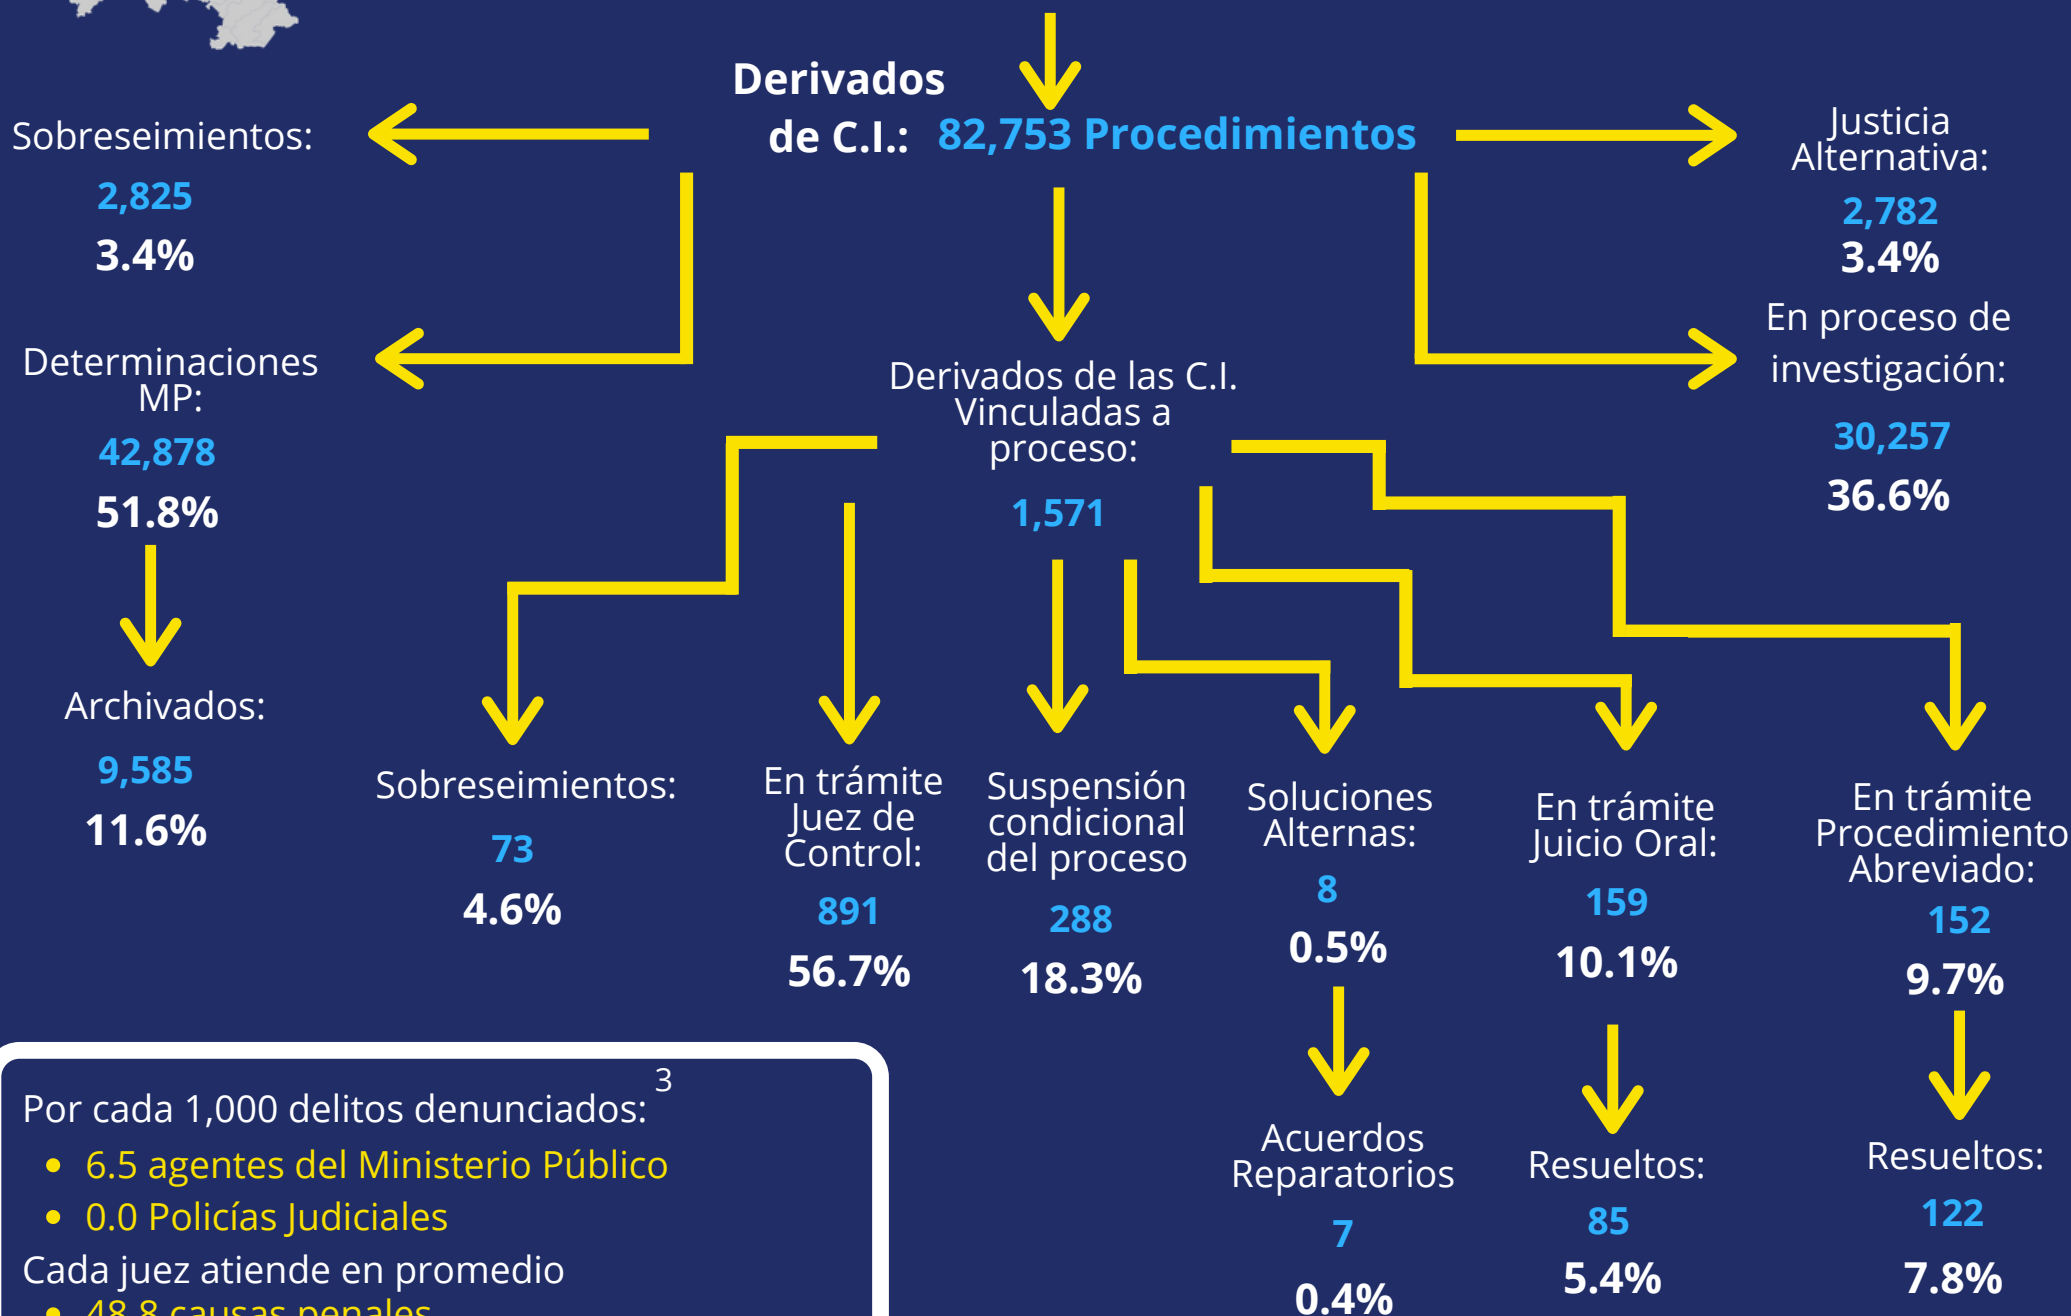 Derivados
de C.I.: 82,753 Procedimientos
Sobreseimientos:
2,825
3.4%
Justicia
Alternativa:
2,782
3.4%
Determinaciones
MP:
42,878
51.8%
Derivados de las C.I.
Vinculadas a
proceso:
1,571
En proceso de
investigación:
30,257
36.6%
Archivados:
9,585
11.6%
Sobreseimientos:
73
4.6%
En trámite
Juez de
Control:
891
56.7%
Suspensión
condicional
del proceso
288
18.3%
Soluciones
Alternas:
8
0.5%
En trámite
Juicio Oral:
159
10.1%
En trámite
Procedimiento
Abreviado:
152
9.7%
Acuerdos
Reparatorios
7
0.4%
Resueltos:
85
5.4%
Resueltos:
122
7.8%
Por cada 1,000 delitos denunciados: 3
• 6.5 agentes del Ministerio Público
• 0.0 Policías Judiciales
Cada juez atiende en promedio
• 48.8 causas penales